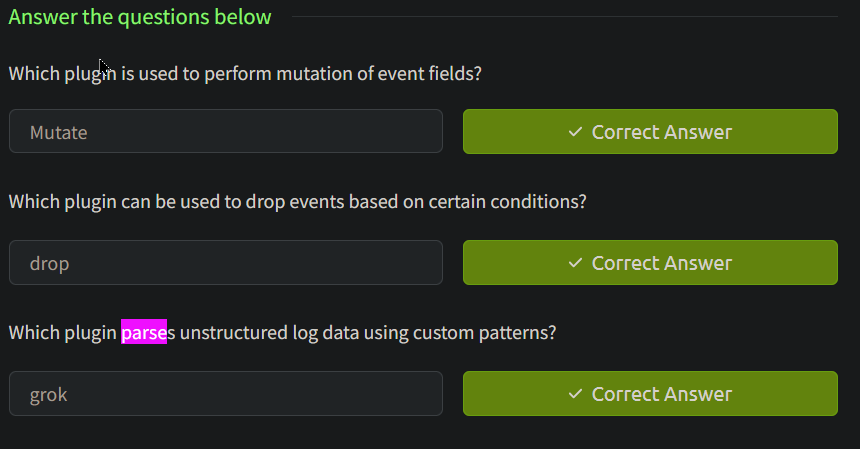 Answer the questions below
Which plugin is used to perform mutation of event fields?
Mutate
✓ Correct Answer
Which plugin can be used to drop events based on certain conditions?
drop
✓ Correct Answer
Which plugin parses unstructured log data using custom patterns?
grok
✓ Correct Answer